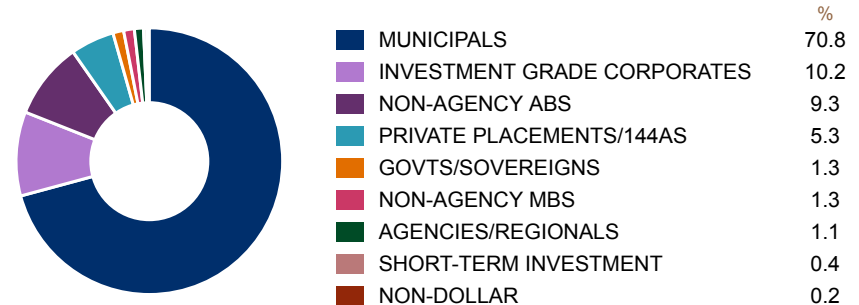 %
MUNICIPALS 70.8
INVESTMENT GRADE CORPORATES 10.2
NON-AGENCY ABS 9.3
PRIVATE PLACEMENTS/144AS 5.3
GOVTS/SOVEREIGNS 1.3
NON-AGENCY MBS 1.3
AGENCIES/REGIONALS 1.1
SHORT-TERM INVESTMENT 0.4
NON-DOLLAR 0.2